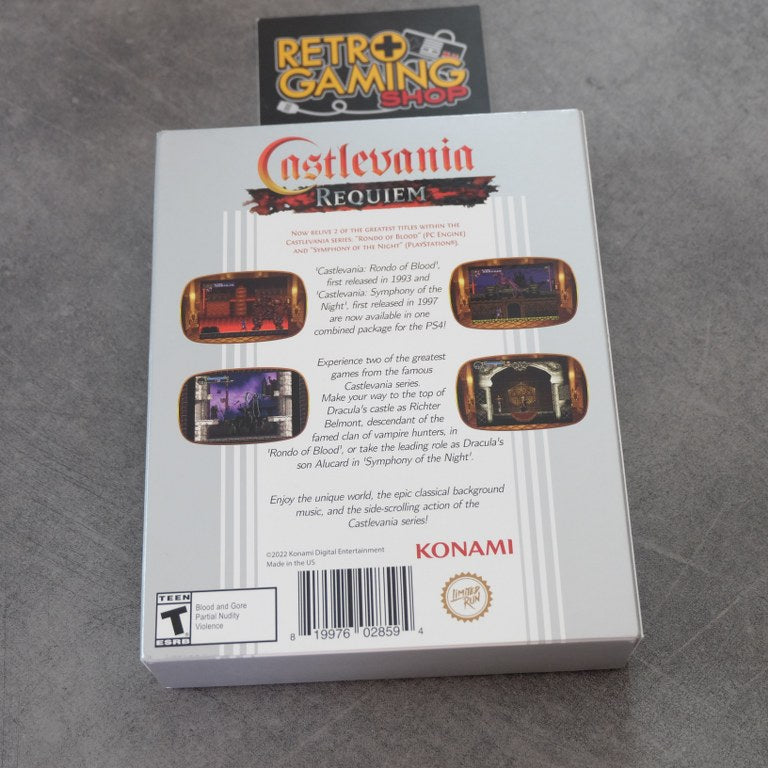 RETRO
GAMING
SHOP
Castlevania
REQUIEM
NOW RELIVE 2 OF THE GREATEST TITLES WITHIN THE
CASTLEVANIA SERIES: "RONDO OF BLOOD" (PC ENGINE)
AND "SYMPHONY OF THE NIGHT" (PLAYSTATION®).
'Castlevania: Rondo of Blood',
first released in 1993 and
'Castlevania: Symphony of the
Night', first released in 1997
are now available in one
combined package for the PS4!
Experience two of the greatest
games from the famous
Castlevania series.
Make your way to the top of
Dracula's castle as Richter
Belmont, descendant of the
famed clan of vampire hunters, in
'Rondo of Blood', or take the leading role as Dracula's
son Alucard in 'Symphony of the Night'.
Enjoy the unique world, the epic classical background
music, and the side-scrolling action of the
Castlevania series!
©2022 Konami Digital Entertainment
Made in the US
KONAMI
TEEN
T
ESRB
Blood and Gore
Partial Nudity
Violence
8 19976 02859 4
LIMITED
RUN